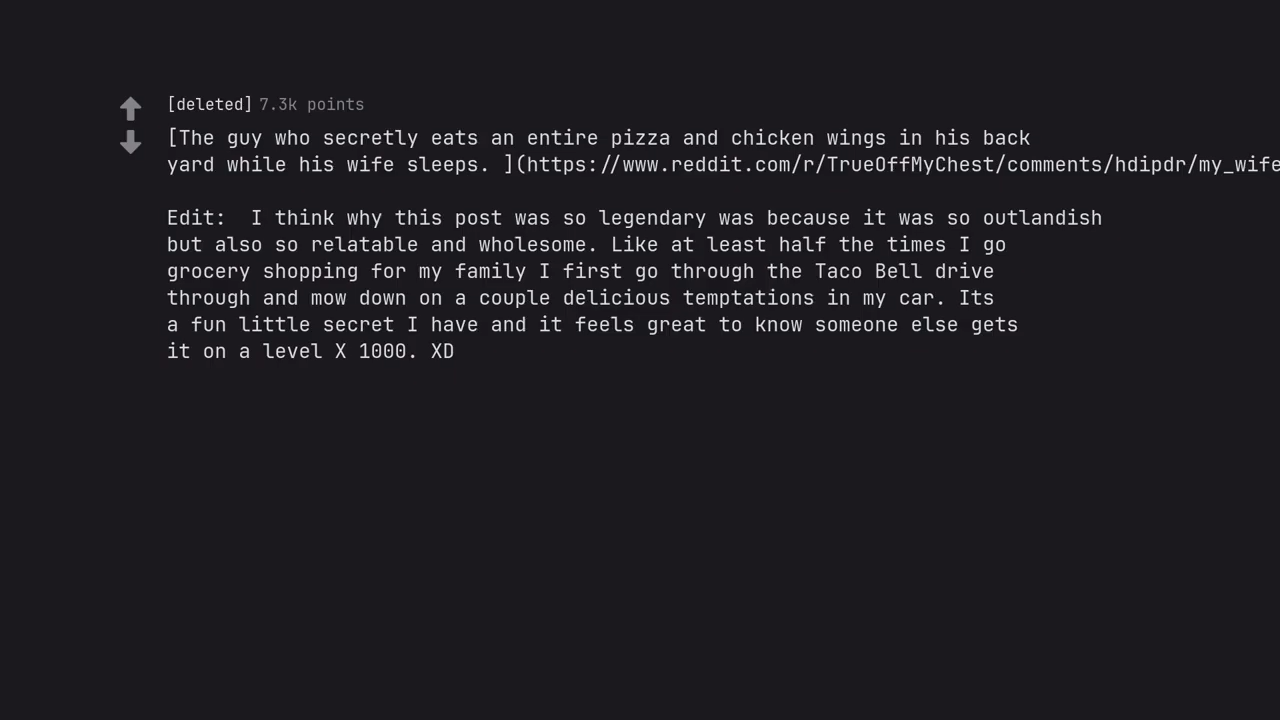 [deleted] 7.3k points
[The guy who secretly eats an entire pizza and chicken wings in his back
yard while his wife sleeps. ](https://www.reddit.com/r/TrueOffMyChest/comments/hdipdr/my_wife
Edit:  I think why this post was so legendary was because it was so outlandish
but also so relatable and wholesome. Like at least half the times I go
grocery shopping for my family I first go through the Taco Bell drive
through and mow down on a couple delicious temptations in my car. Its
a fun little secret I have and it feels great to know someone else gets
it on a level X 1000. XD